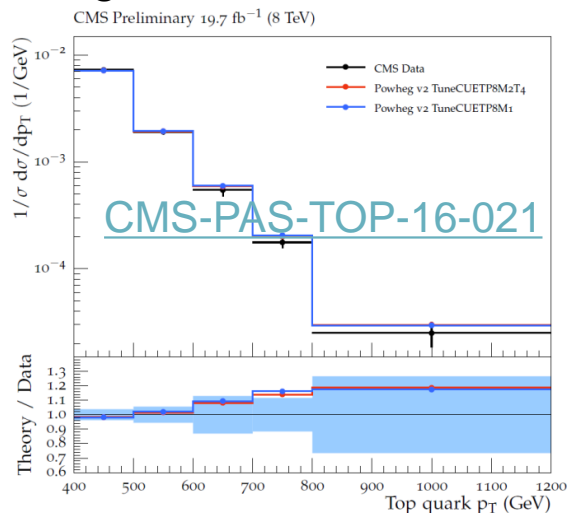 CMS Preliminary 19.7 fb⁻¹ (8 TeV)
1/σ dσ/dpT (1/GeV)
10⁻²
10⁻³
10⁻⁴
CMS Data
Powheg v2 TuneCUETP8M2T4
Powheg v2 TuneCUETP8M1
CMS-PAS-TOP-16-021
Theory / Data
1.3
1.2
1.1
1.0
0.9
0.8
0.7
0.6
400 500 600 700 800 900 1000 1100 1200
Top quark pT (GeV)